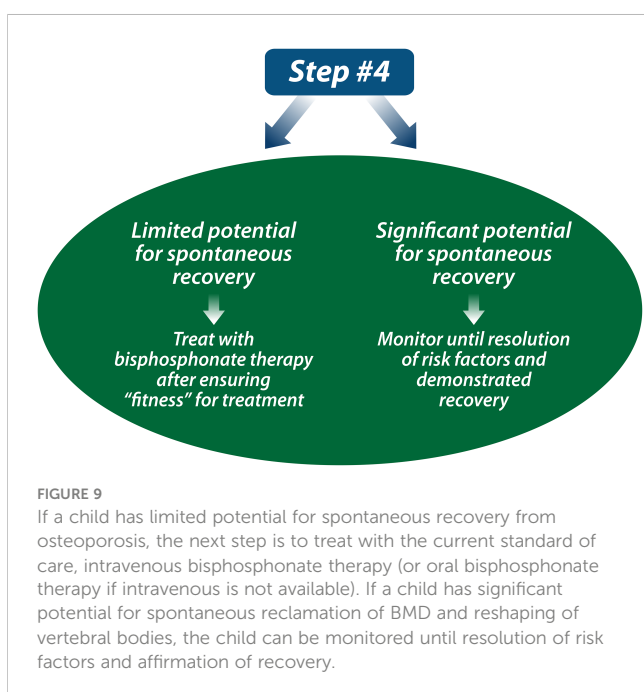 Step #4
Limited potential
for spontaneous
recovery
Treat with
bisphosphonate therapy
after ensuring
“fitness” for treatment
Significant potential
for spontaneous
recovery
Monitor until resolution
of risk factors and
demonstrated
recovery
FIGURE 9
If a child has limited potential for spontaneous recovery from
osteoporosis, the next step is to treat with the current standard of
care, intravenous bisphosphonate therapy (or oral bisphosphonate
therapy if intravenous is not available). If a child has significant
potential for spontaneous reclamation of BMD and reshaping of
vertebral bodies, the child can be monitored until resolution of risk
factors and affirmation of recovery.